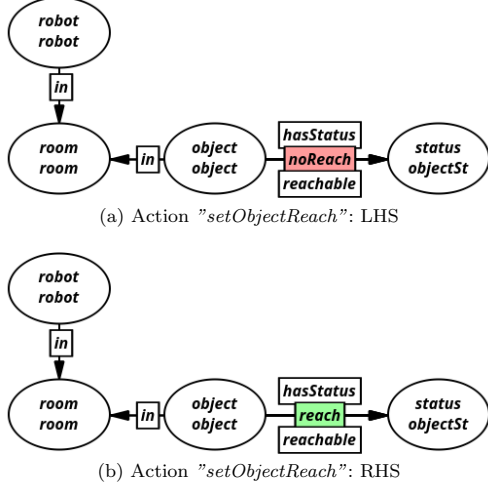 robot
robot
in
room
room
in
object
object
hasStatus
noReach
reachable
status
objectSt
(a) Action "setObjectReach": LHS
robot
robot
in
room
room
in
object
object
hasStatus
reach
reachable
status
objectSt
(b) Action "setObjectReach": RHS